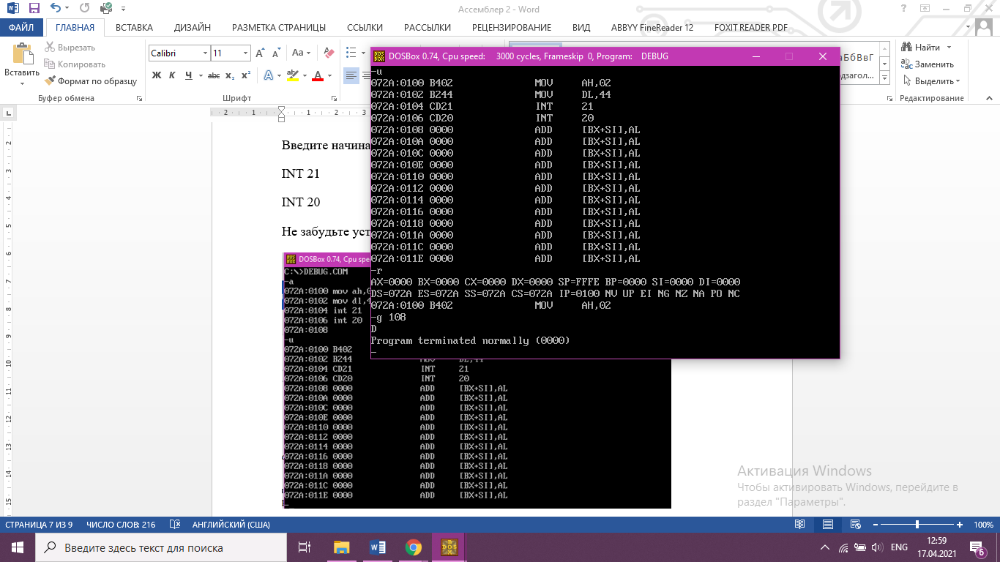 Ассемблер 2 - Word
ФАЙЛ ГЛАВНАЯ ВСТАВКА ДИЗАЙН РАЗМЕТКА СТРАНИЦЫ ССЫЛКИ РАССЫЛКИ РЕЦЕНЗИРОВАНИЕ ВИД ABBYY FineReader 12 FOXIT READER PDF
Вставить
Вырезать
Копировать
Формат по образцу
Буфер обмена
Calibri 11
Ж К Ч abc x₂ x²
Шрифт
АаБбВвГ
дзагол...
Найти
Заменить
Выделить
Редактирование
DOSBox 0.74, Cpu speed: 3000 cycles, Frameskip 0, Program: DEBUG
-u
072A:0100 B402 MOV AH,02
072A:0102 B244 MOV DL,44
072A:0104 CD21 INT 21
072A:0106 CD20 INT 20
072A:0108 0000 ADD [BX+SI],AL
072A:010A 0000 ADD [BX+SI],AL
072A:010C 0000 ADD [BX+SI],AL
072A:010E 0000 ADD [BX+SI],AL
072A:0110 0000 ADD [BX+SI],AL
072A:0112 0000 ADD [BX+SI],AL
072A:0114 0000 ADD [BX+SI],AL
072A:0116 0000 ADD [BX+SI],AL
072A:0118 0000 ADD [BX+SI],AL
072A:011A 0000 ADD [BX+SI],AL
072A:011C 0000 ADD [BX+SI],AL
072A:011E 0000 ADD [BX+SI],AL
-r
AX=0000 BX=0000 CX=0000 DX=0000 SP=FFFE BP=0000 SI=0000 DI=0000
DS=072A ES=072A SS=072A CS=072A IP=0100 NV UP EI NG NZ NA PO NC
072A:0100 B402 MOV AH,02
-g 108
D
Program terminated normally (0000)
-
Введите начина
INT 21
INT 20
Не забудьте уст
DOSBox 0.74, Cpu spe
C:\>DEBUG.COM
-a
072A:0100 mov ah,0
072A:0102 mov dl,4
072A:0104 int 21
072A:0106 int 20
072A:0108
-u
072A:0100 B402
072A:0102 B244 MOV DL,44
072A:0104 CD21 INT 21
072A:0106 CD20 INT 20
072A:0108 0000 ADD [BX+SI],AL
072A:010A 0000 ADD [BX+SI],AL
072A:010C 0000 ADD [BX+SI],AL
072A:010E 0000 ADD [BX+SI],AL
072A:0110 0000 ADD [BX+SI],AL
072A:0112 0000 ADD [BX+SI],AL
072A:0114 0000 ADD [BX+SI],AL
072A:0116 0000 ADD [BX+SI],AL
072A:0118 0000 ADD [BX+SI],AL
072A:011A 0000 ADD [BX+SI],AL
072A:011C 0000 ADD [BX+SI],AL
072A:011E 0000 ADD [BX+SI],AL
Активация Windows
Чтобы активировать Windows, перейдите в
раздел "Параметры".
СТРАНИЦА 7 ИЗ 9 ЧИСЛО СЛОВ: 216 АНГЛИЙСКИЙ (США) 100%
Введите здесь текст для поиска
ENG
12:59
17.04.2021
6